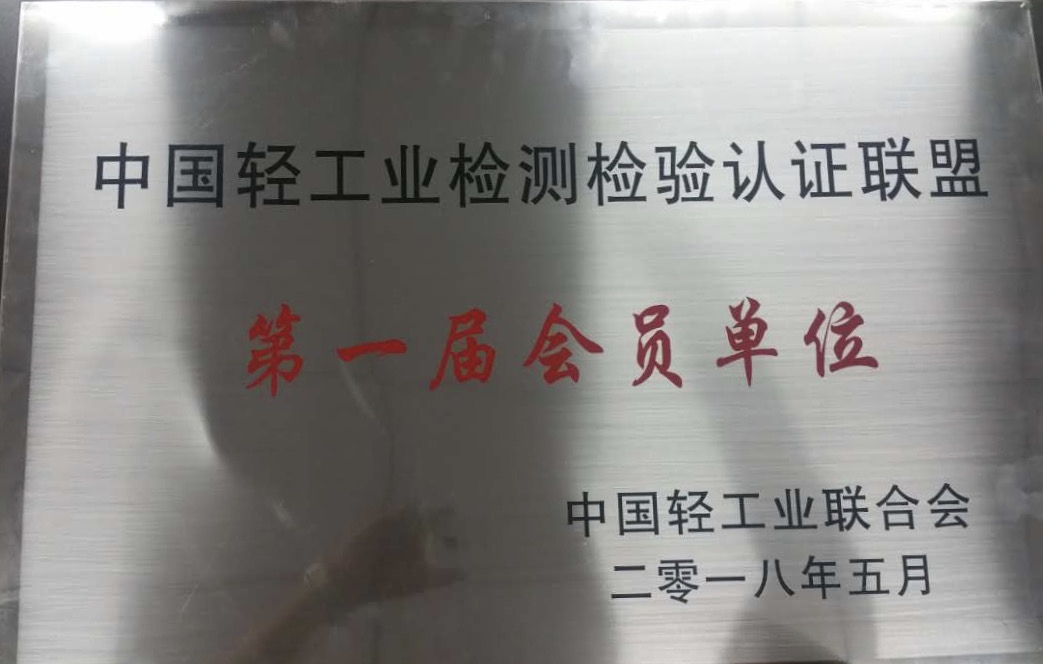 中国轻工业检测检验认证联盟
第一届会员单位
中国轻工业联合会
二零一八年五月